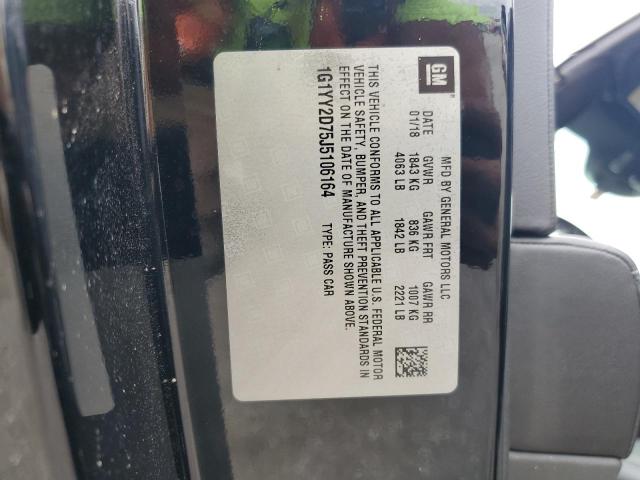 GM
MFD BY GENERAL MOTORS LLC
DATE GVWR GAWR FRT GAWR RR
01/18 1843 KG 836 KG 1007 KG
4063 LB 1842 LB 2221 LB
THIS VEHICLE CONFORMS TO ALL APPLICABLE U.S. FEDERAL MOTOR
VEHICLE SAFETY, BUMPER, AND THEFT PREVENTION STANDARDS IN
EFFECT ON THE DATE OF MANUFACTURE SHOWN ABOVE.
1G1YY2D75J5106164 TYPE: PASS CAR